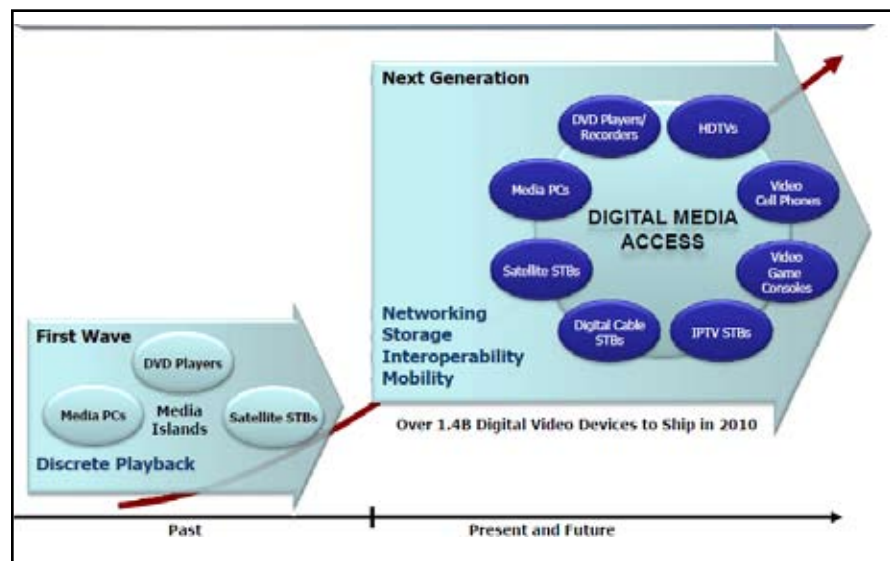 First Wave
DVD Players
Media PCs
Media
Islands
Satellite STBs
Discrete Playback
Next Generation
DVD Players/
Recorders
HDTVs
Media PCs
Video
Cell Phones
DIGITAL MEDIA
ACCESS
Satellite STBs
Video
Game
Consoles
Digital Cable
STBs
IPTV STBs
Networking
Storage
Interoperability
Mobility
Over 1.4B Digital Video Devices to Ship in 2010
Past
Present and Future